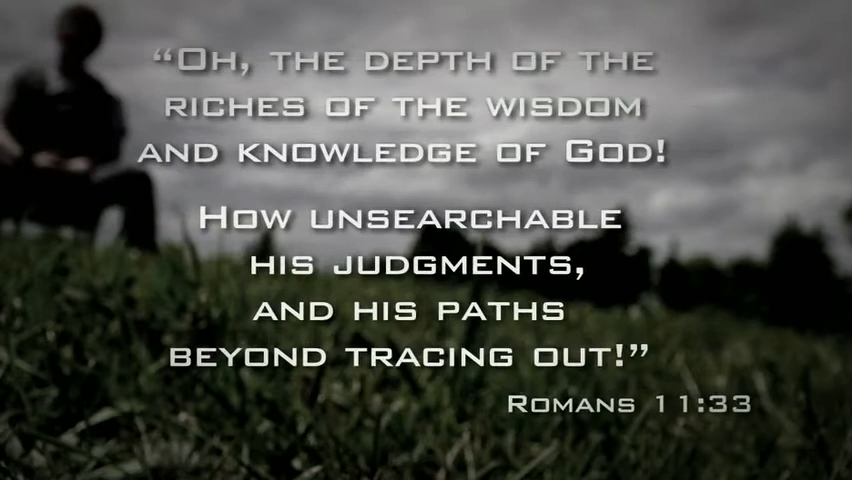 “Oh, the depth of the
riches of the wisdom
and knowledge of God!
How unsearchable
his judgments,
and his paths
beyond tracing out!”
Romans 11:33